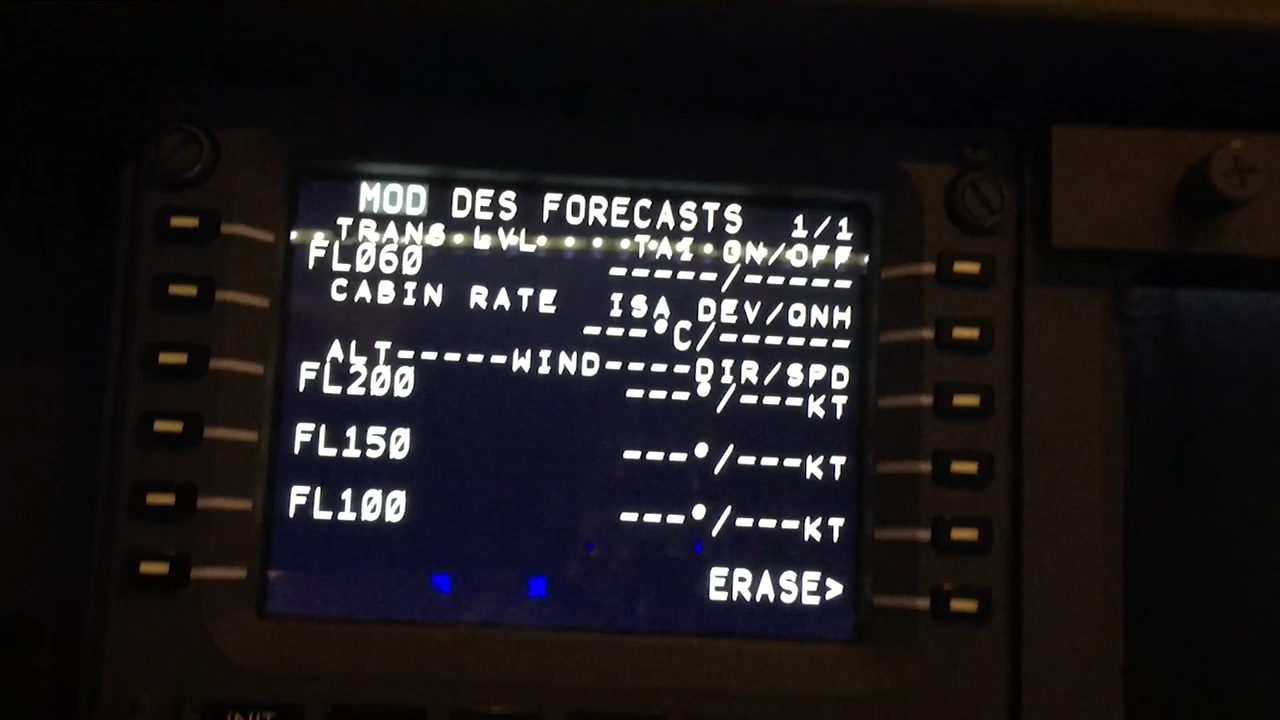 MOD DES FORECASTS 1/1
TRANS LVL TAI ON/OFF
FL060 -----/-----
CABIN RATE ISA DEV/QNH
---°C/------
ALT-----WIND----DIR/SPD
FL200 ---°/---KT
FL150 ---°/---KT
FL100 ---°/---KT
ERASE>
INIT